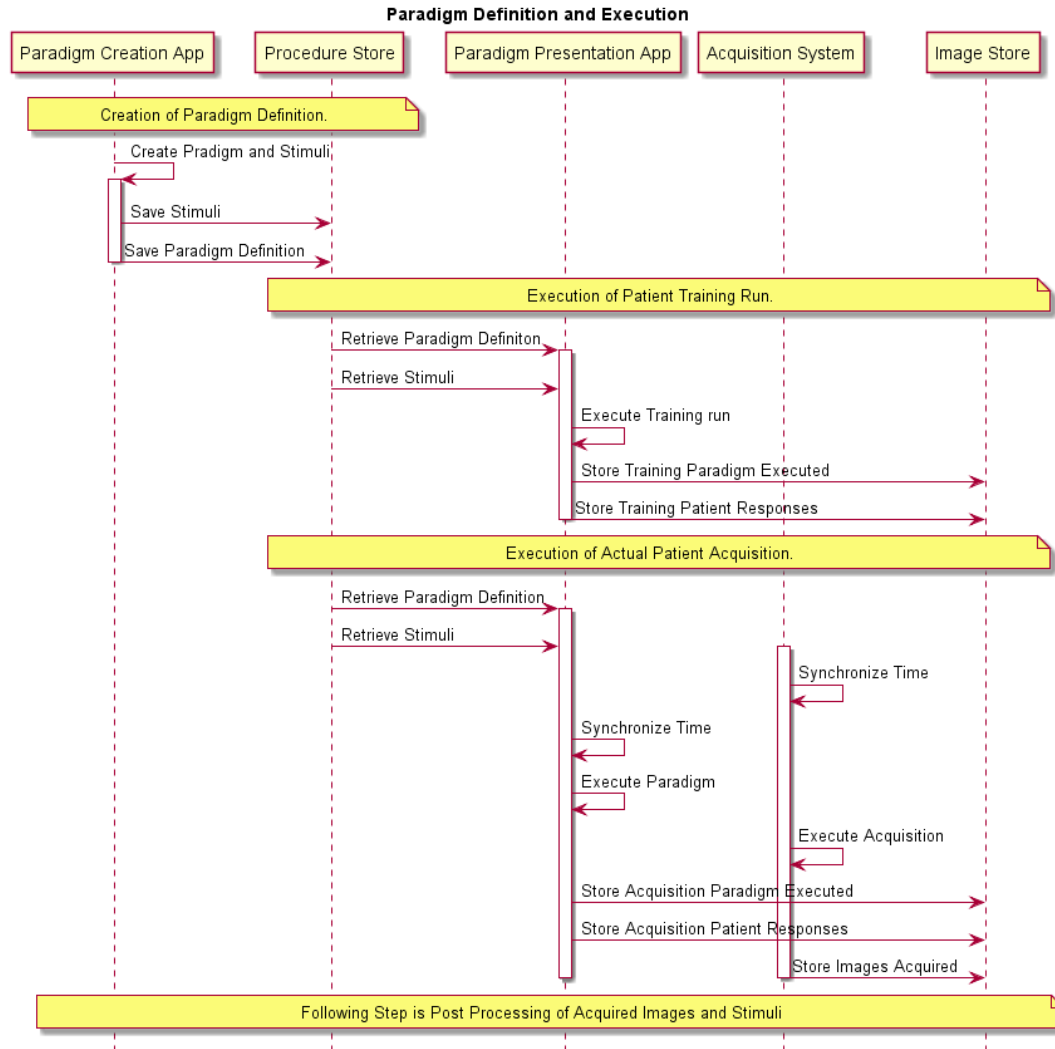 Paradigm Definition and Execution
Paradigm Creation App
Procedure Store
Paradigm Presentation App
Acquisition System
Image Store
Creation of Paradigm Definition.
Create Pradigm and Stimuli
Save Stimuli
Save Paradigm Definition
Execution of Patient Training Run.
Retrieve Paradigm Definiton
Retrieve Stimuli
Execute Training run
Store Training Paradigm Executed
Store Training Patient Responses
Execution of Actual Patient Acquisition.
Retrieve Paradigm Definition
Retrieve Stimuli
Synchronize Time
Synchronize Time
Execute Paradigm
Execute Acquisition
Store Acquisition Paradigm Executed
Store Acquisition Patient Responses
Store Images Acquired
Following Step is Post Processing of Acquired Images and Stimuli